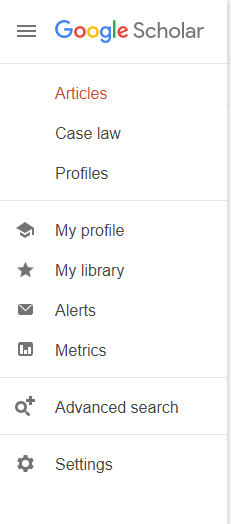 Google Scholar
Articles
Case law
Profiles
My profile
My library
Alerts
Metrics
Advanced search
Settings